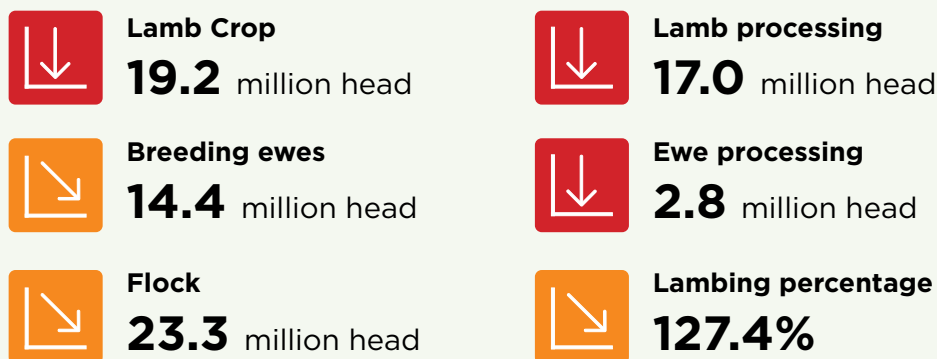 Lamb Crop
19.2 million head
Lamb processing
17.0 million head
Breeding ewes
14.4 million head
Ewe processing
2.8 million head
Flock
23.3 million head
Lambing percentage
127.4%